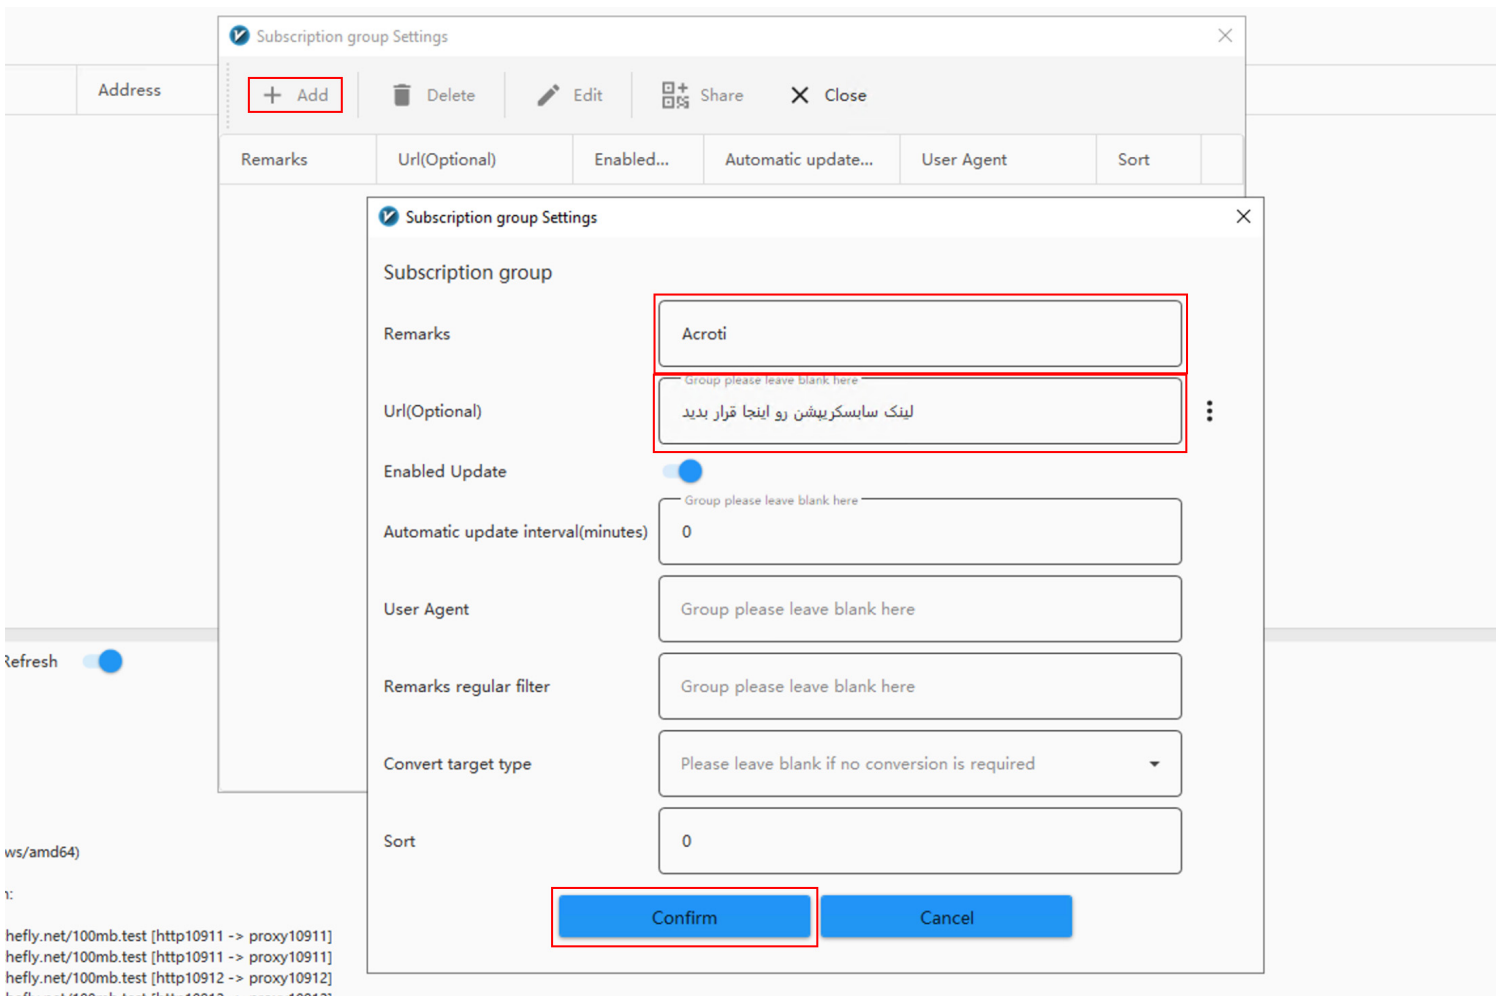 Subscription group Settings
Address
Add
Delete
Edit
Share
Close
Remarks
Url(Optional)
Enabled...
Automatic update...
User Agent
Sort
Subscription group Settings
Subscription group
Remarks
Acroti
Group please leave blank here
Url(Optional)
لینک سابسکریپشن رو اینجا قرار بدید
Enabled Update
Group please leave blank here
Automatic update interval(minutes)
0
User Agent
Group please leave blank here
Refresh
Remarks regular filter
Group please leave blank here
Convert target type
Please leave blank if no conversion is required
Sort
0
ws/amd64)
Confirm
Cancel
hefly.net/100mb.test [http10911 -> proxy10911]
hefly.net/100mb.test [http10911 -> proxy10911]
hefly.net/100mb.test [http10912 -> proxy10912]